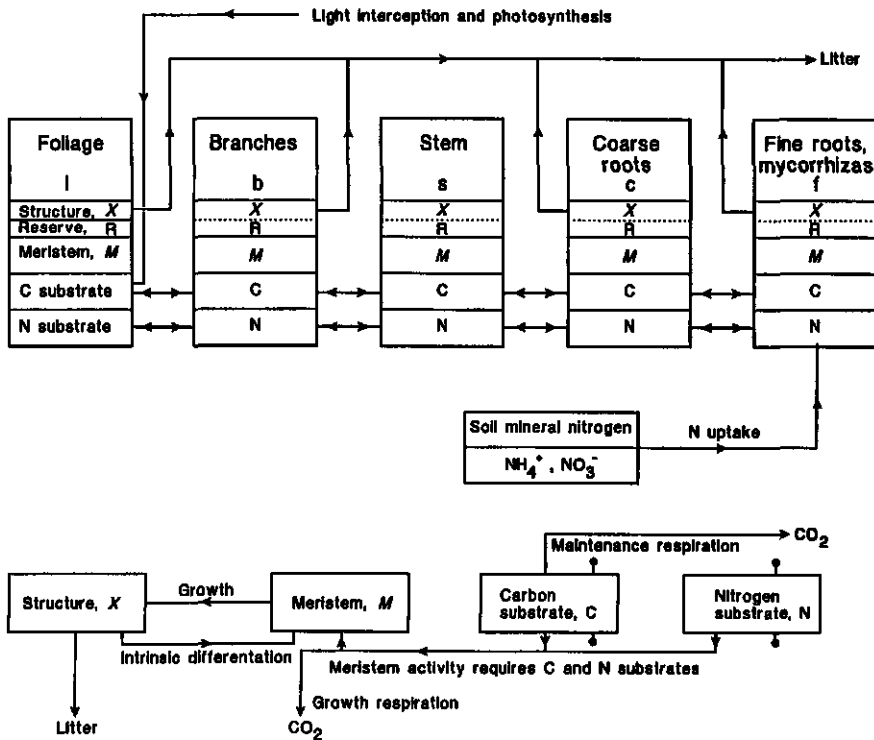 Light interception and photosynthesis
Litter
Foliage
l
Structure, X
Reserve, R
Meristem, M
C substrate
N substrate
Branches
b
X
R
M
C
N
Stem
s
X
R
M
C
N
Coarse
roots
c
X
R
M
C
N
Fine roots,
mycorrhizas
f
X
R
M
C
N
Soil mineral nitrogen
NH₄⁺, NO₃⁻
N uptake
CO₂
Maintenance respiration
Structure, X
Growth
Meristem, M
Carbon
substrate, C
Nitrogen
substrate, N
Intrinsic differentation
Meristem activity requires C and N substrates
Growth respiration
Litter
CO₂